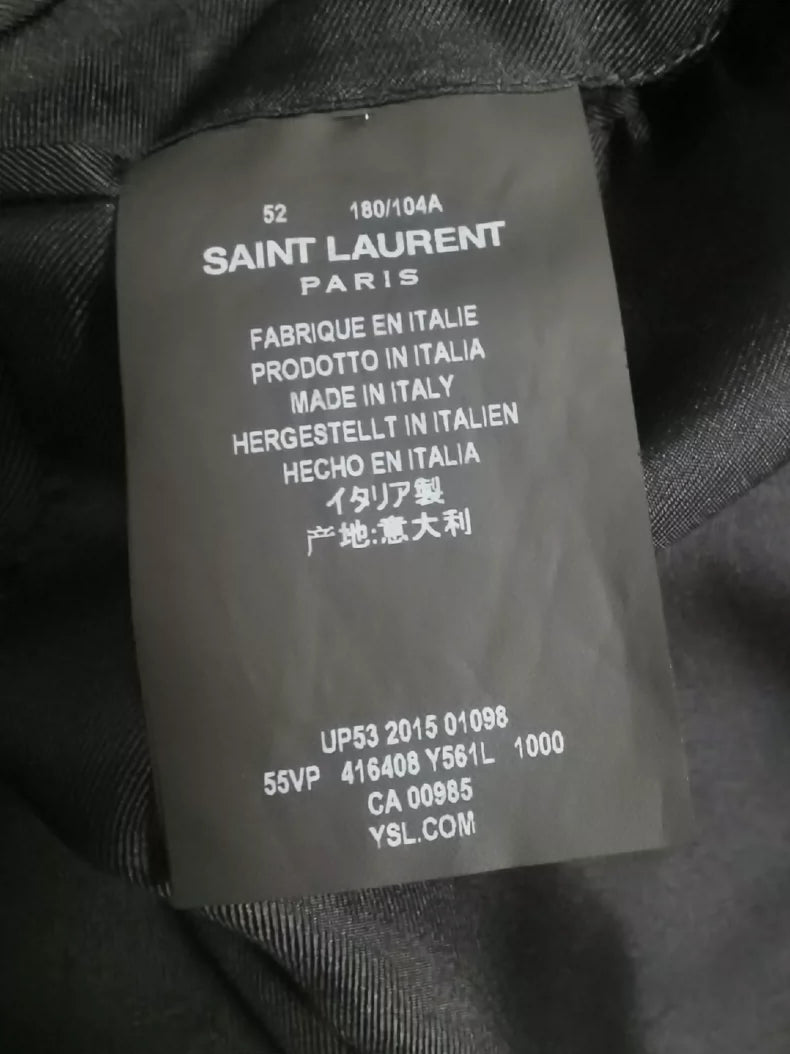 52 180/104A
SAINT LAURENT
PARIS
FABRIQUE EN ITALIE
PRODOTTO IN ITALIA
MADE IN ITALY
HERGESTELLT IN ITALIEN
HECHO EN ITALIA
イタリア製
产地:意大利
UP53 2015 01098
55VP 416408 Y561L 1000
CA 00985
YSL.COM